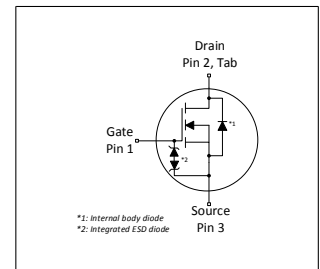 Drain
Pin 2, Tab
*1
Gate
Pin 1
*2
*1: Internal body diode
*2: Integrated ESD diode
Source
Pin 3